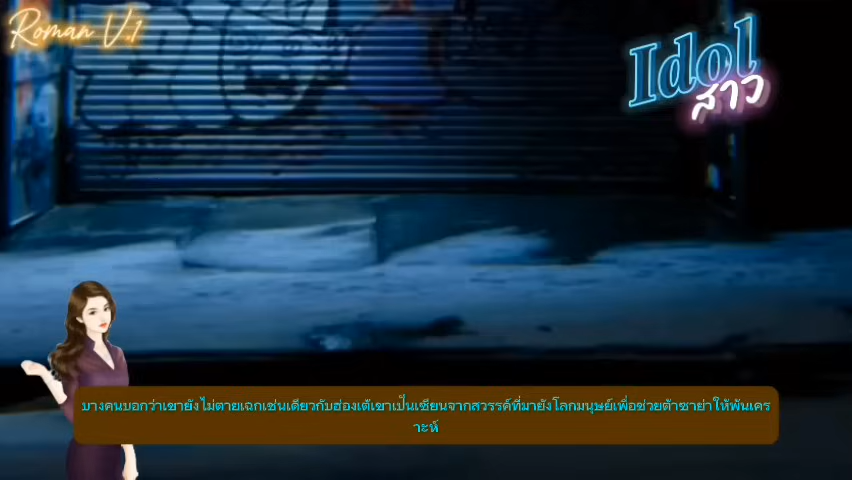 Roman V.1
Idol
สาว
บางคนบอกว่าเขายังไม่ตายเฉกเช่นเดียวกับฮ่องเต้เขาเป็นเซียนจากสวรรค์ที่มายังโลกมนุษย์เพื่อช่วยต้าซาย่าให้พ้นเคร
าะห์